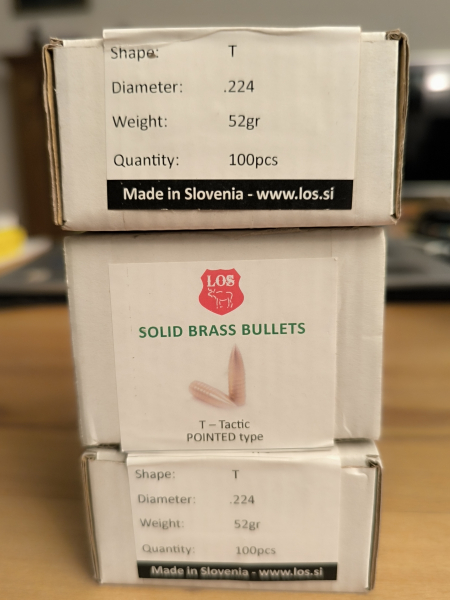 Shape: T
Diameter: .224
Weight: 52gr
Quantity: 100pcs
Made in Slovenia - www.los.si
LOS
SOLID BRASS BULLETS
T – Tactic
POINTED type
Shape: T
Diameter: .224
Weight: 52gr
Quantity: 100pcs
Made in Slovenia - www.los.si